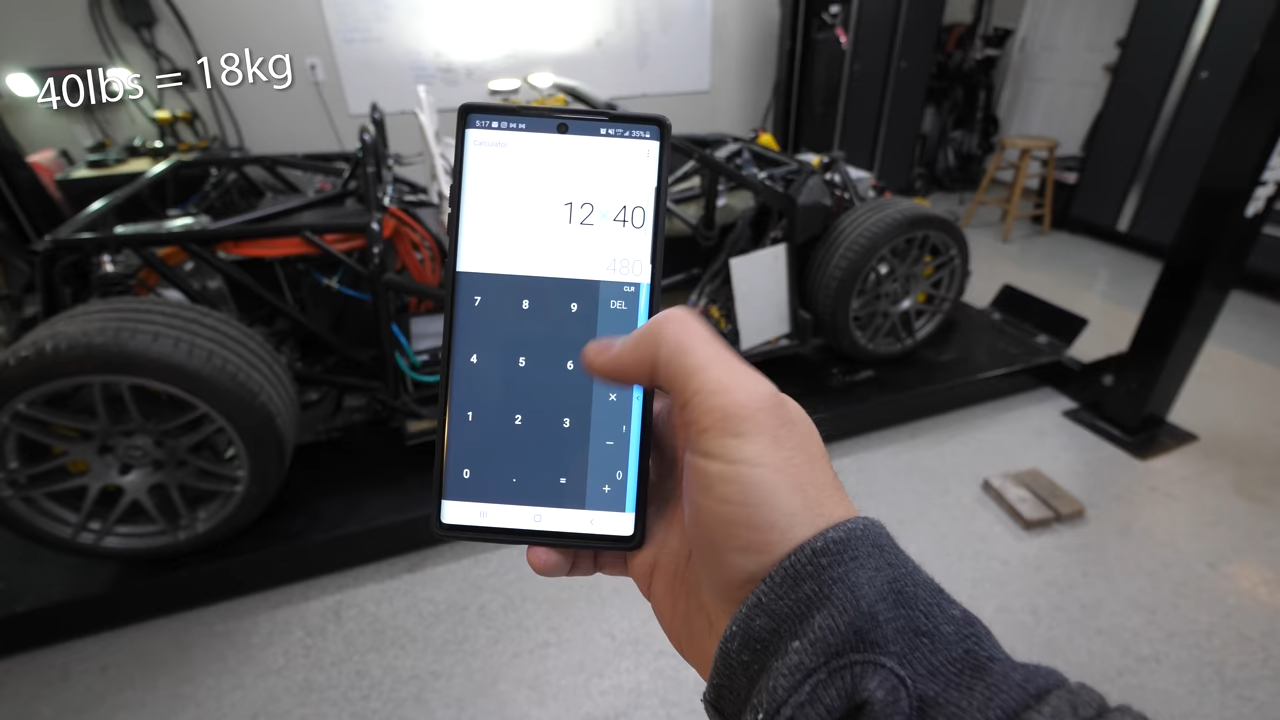 40lbs = 18kg
5:17 35%
Calculator
12 × 40
480
CLR
7 8 9 DEL
4 5 6
×
1 2 3 !
−
0 . = 0
+